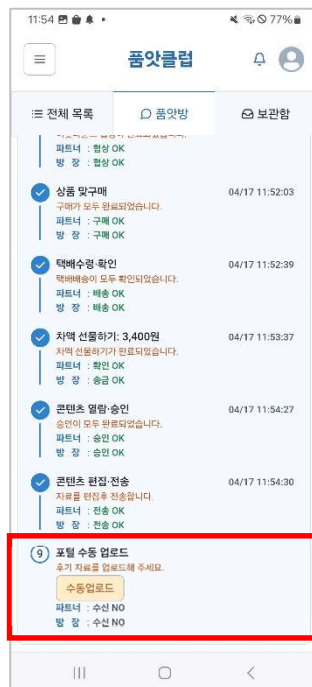 11:54
77%
품앗클럽
전체 목록
품앗방
보관함
파트너 : 협상 OK
방 장 : 협상 OK
상품 맞구매
04/17 11:52:03
구매가 모두 완료되었습니다.
파트너 : 구매 OK
방 장 : 구매 OK
택배수령·확인
04/17 11:52:39
택배배송이 모두 확인되었습니다.
파트너 : 배송 OK
방 장 : 배송 OK
차액 선물하기: 3,400원
04/17 11:53:37
차액 선물하기가 완료되었습니다.
파트너 : 확인 OK
방 장 : 송금 OK
콘텐츠 열람·승인
04/17 11:54:27
승인이 모두 완료되었습니다.
파트너 : 승인 OK
방 장 : 승인 OK
콘텐츠 편집·전송
04/17 11:54:30
자료를 편집후 전송합니다.
파트너 : 전송 OK
방 장 : 전송 OK
9 포털 수동 업로드
후기 자료를 업로드해 주세요.
수동업로드
파트너 : 수신 NO
방 장 : 수신 NO